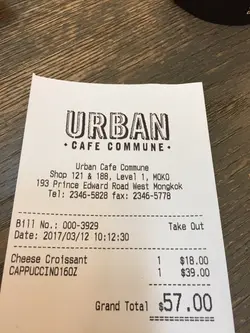 URBAN
• CAFE COMMUNE •
Urban Cafe Commune
Shop 121 & 188, Level 1, MOKO
193 Prince Edward Road West Mongkok
Tel: 2346-5828 fax: 2346-5778
Bill No.: 000-3929 Take Out
Date: 2017/03/12 10:12:30
Cheese Croissant 1 $18.00
CAPPUCCINO16OZ 1 $39.00
Grand Total $57.00